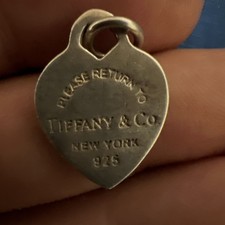 PLEASE RETURN TO
TIFFANY & Co
NEW YORK
925